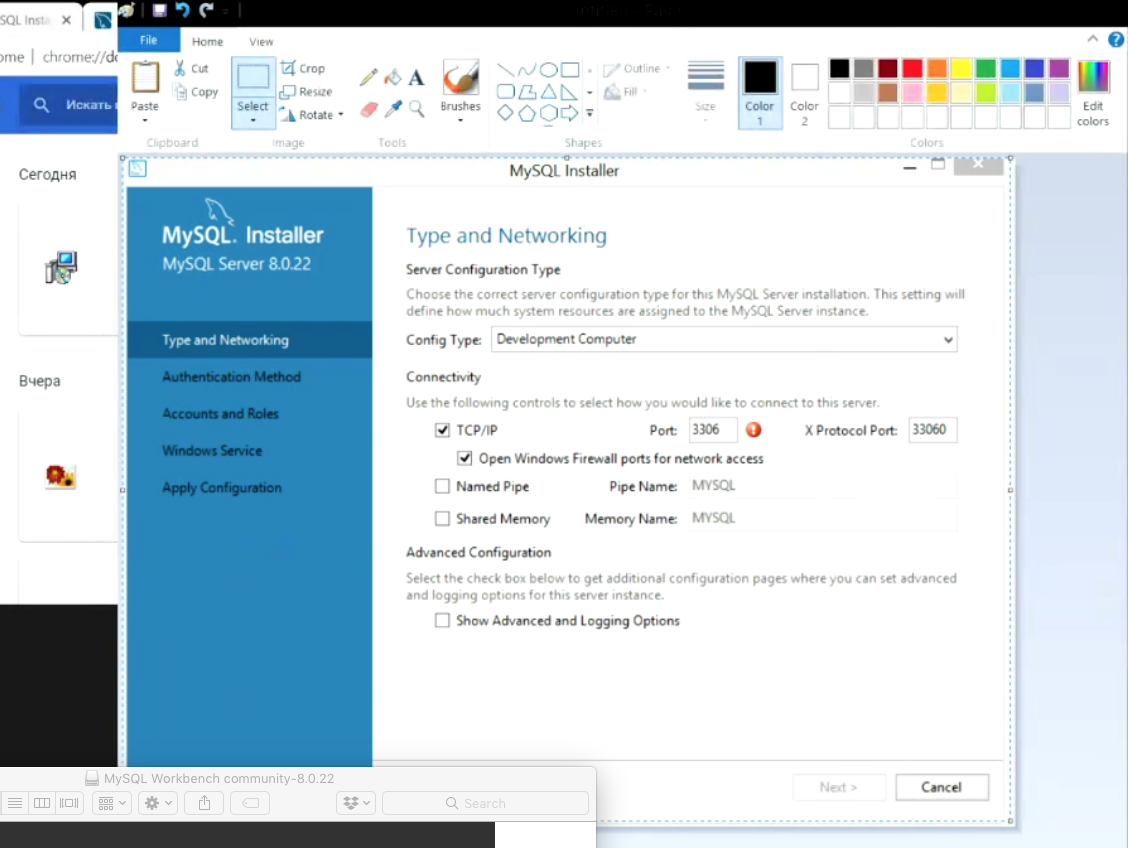 SQL Insta
ome | chrome://do
Искать
Сегодня
Вчера
File
Home
View
Paste
Cut
Copy
Clipboard
Select
Crop
Resize
Rotate
Image
A
Tools
Brushes
Outline
Fill
Shapes
Size
Color
1
Color
2
Edit
colors
Colors
MySQL Installer
MySQL. Installer
MySQL Server 8.0.22
Type and Networking
Authentication Method
Accounts and Roles
Windows Service
Apply Configuration
Type and Networking
Server Configuration Type
Choose the correct server configuration type for this MySQL Server installation. This setting will
define how much system resources are assigned to the MySQL Server instance.
Config Type: Development Computer
Connectivity
Use the following controls to select how you would like to connect to this server.
TCP/IP Port: 3306 X Protocol Port: 33060
Open Windows Firewall ports for network access
Named Pipe Pipe Name: MYSQL
Shared Memory Memory Name: MYSQL
Advanced Configuration
Select the check box below to get additional configuration pages where you can set advanced
and logging options for this server instance.
Show Advanced and Logging Options
Next > Cancel
MySQL Workbench community-8.0.22
Search